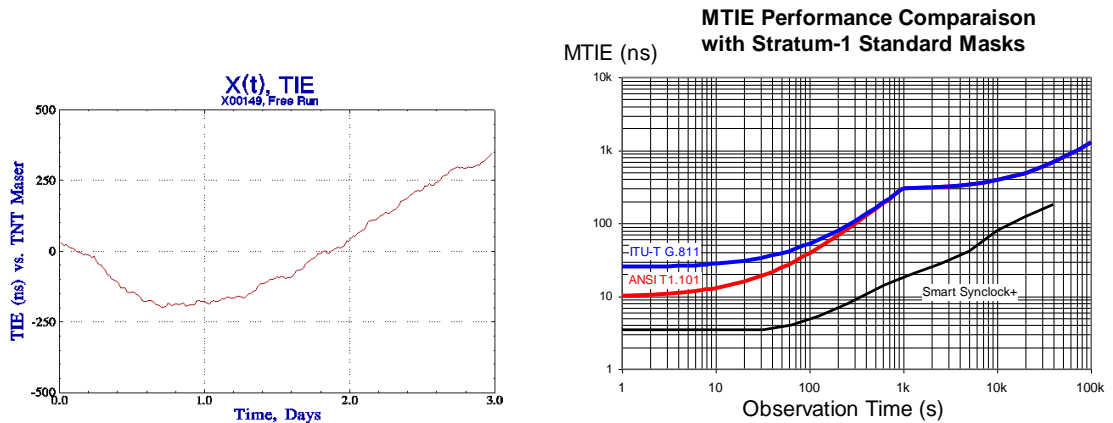 X(t), TIE
X00149, Free Run
TIE (ns) vs. TNT Maser
500
250
0
-250
-500
0.0
1.0
2.0
3.0
Time, Days
MTIE Performance Comparaison
with Stratum-1 Standard Masks
MTIE (ns)
10k
1k
100
10
1
ITU-T G.811
ANSI T1.101
Smart Synclock+
1
10
100
1k
10k
100k
Observation Time (s)